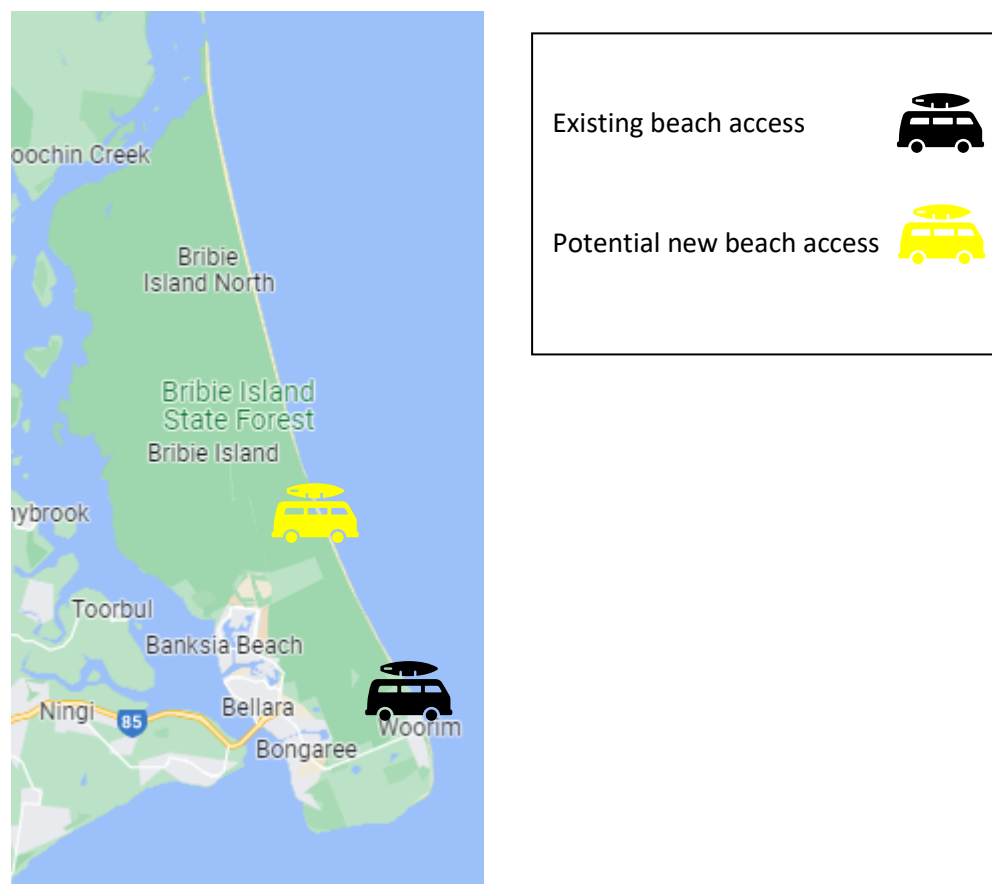 Existing beach access
Potential new beach access
oochin Creek
Bribie
Island North
Bribie Island
State Forest
Bribie Island
nybrook
Toorbul
Banksia Beach
Ningi
85
Bellara
Woorim
Bongaree